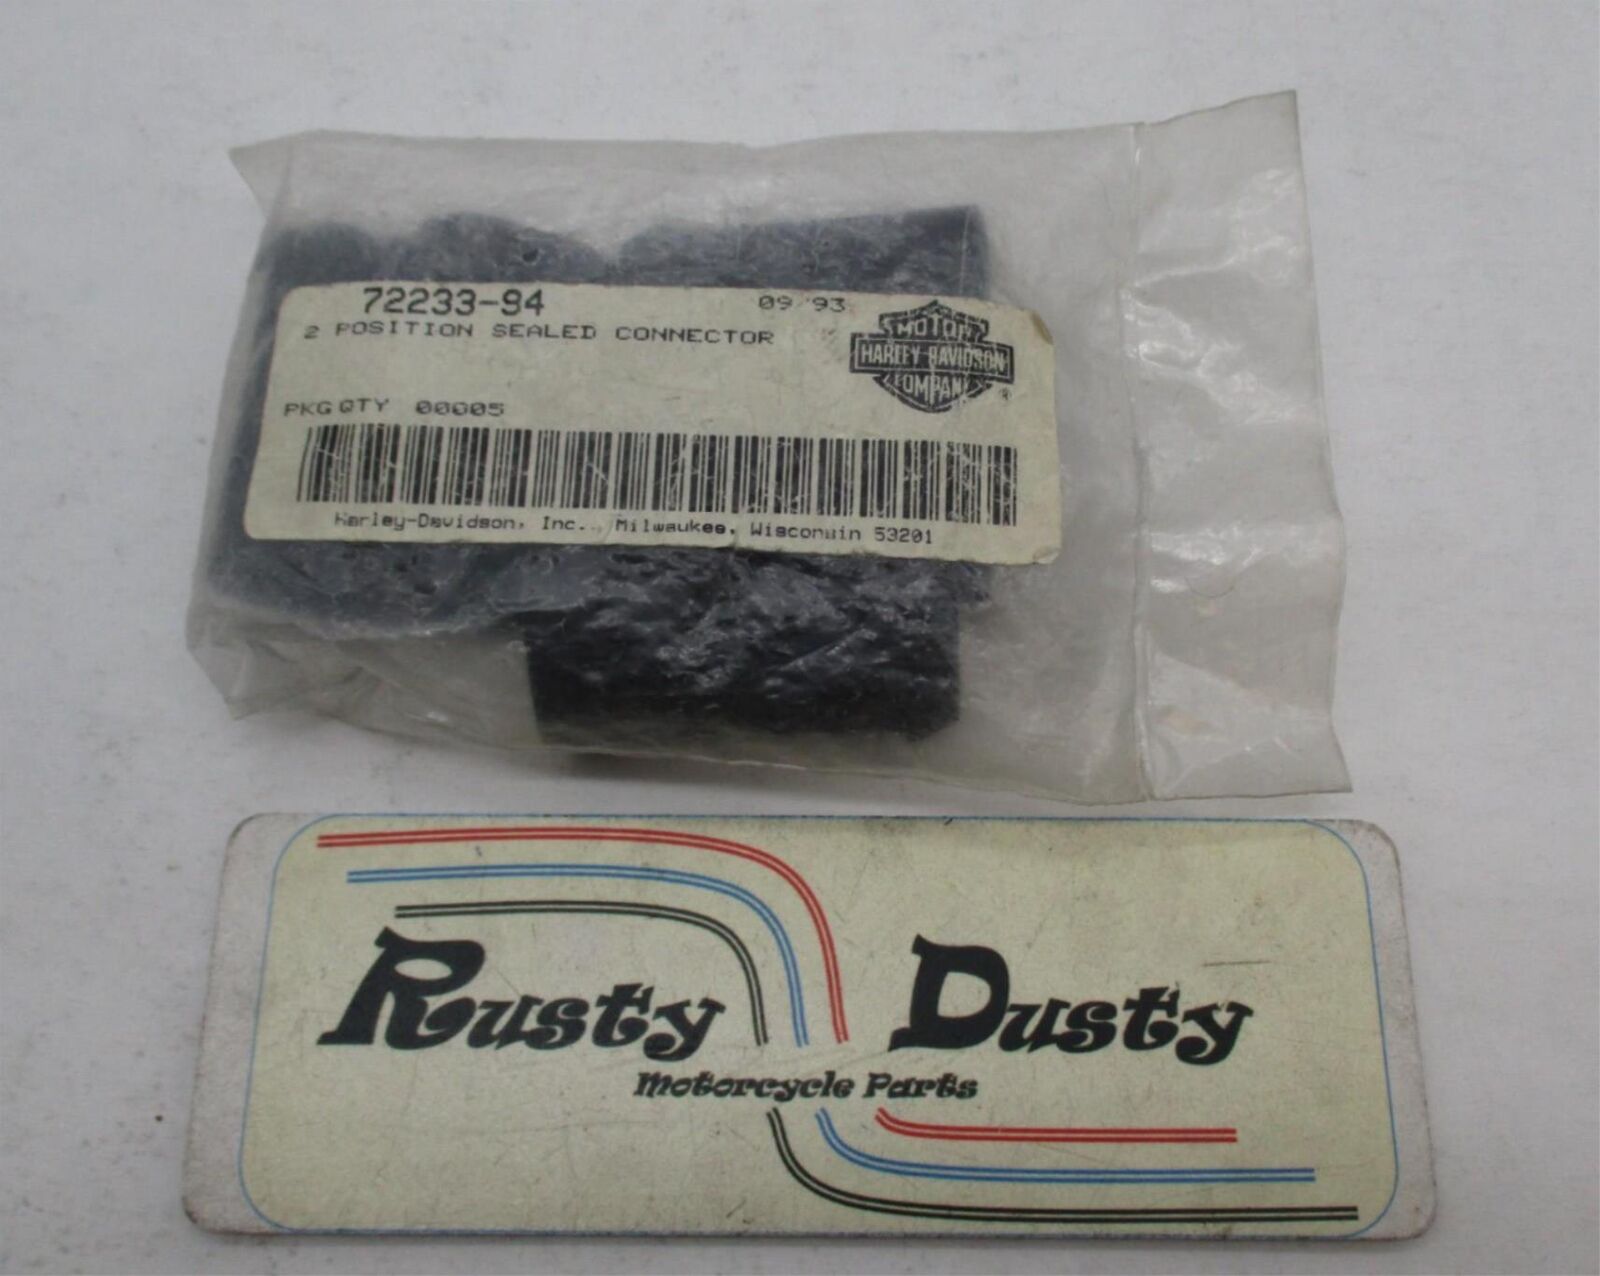 72233-94
09/93
2 POSITION SEALED CONNECTOR
MOTOR
HARLEY-DAVIDSON
COMPANY
®
PKG QTY 00005
Harley-Davidson, Inc., Milwaukee, Wisconsin 53201
Rusty Dusty
Motorcycle Parts